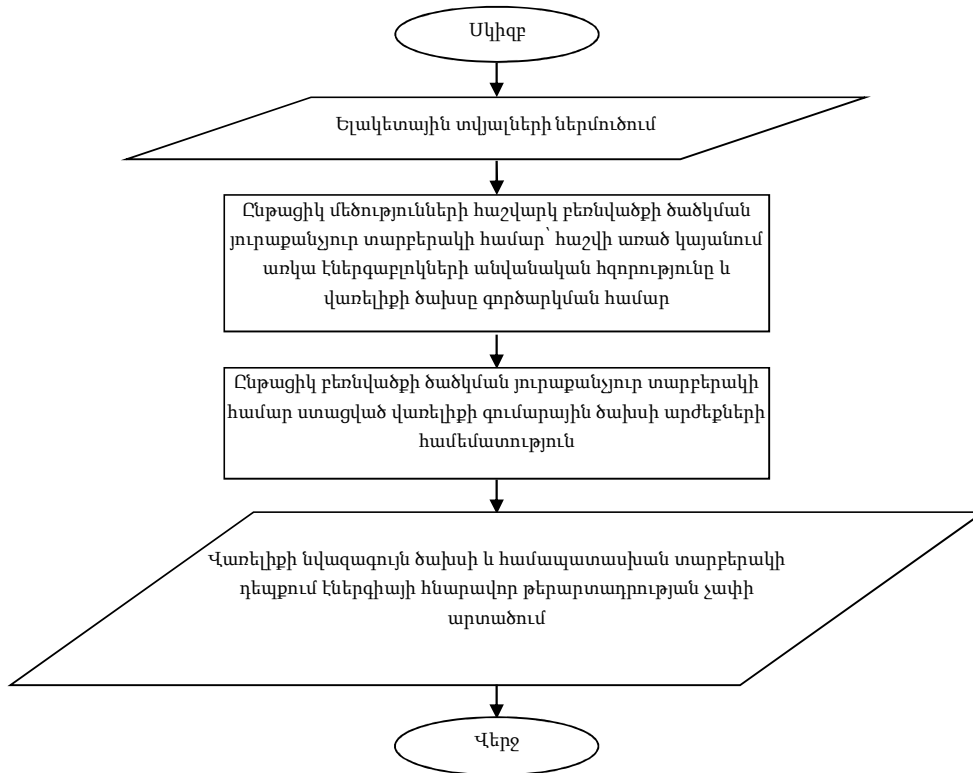 Սկիզբ
Ելակետային տվյալների ներմուծում
Ընթացիկ մեծությունների հաշվարկ բեռնվածքի ծածկման
յուրաքանչյուր տարբերակի համար՝ հաշվի առած կայանում
առկա էներգաբլոկների անվանական հզորությունը և
վառելիքի ծախսը գործարկման համար
Ընթացիկ բեռնվածքի ծածկման յուրաքանչյուր տարբերակի
համար ստացված վառելիքի գումարային ծախսի արժեքների
համեմատություն
Վառելիքի նվազագույն ծախսի և համապատասխան տարբերակի
դեպքում էներգիայի հնարավոր թերարտադրության չափի
արտածում
Վերջ